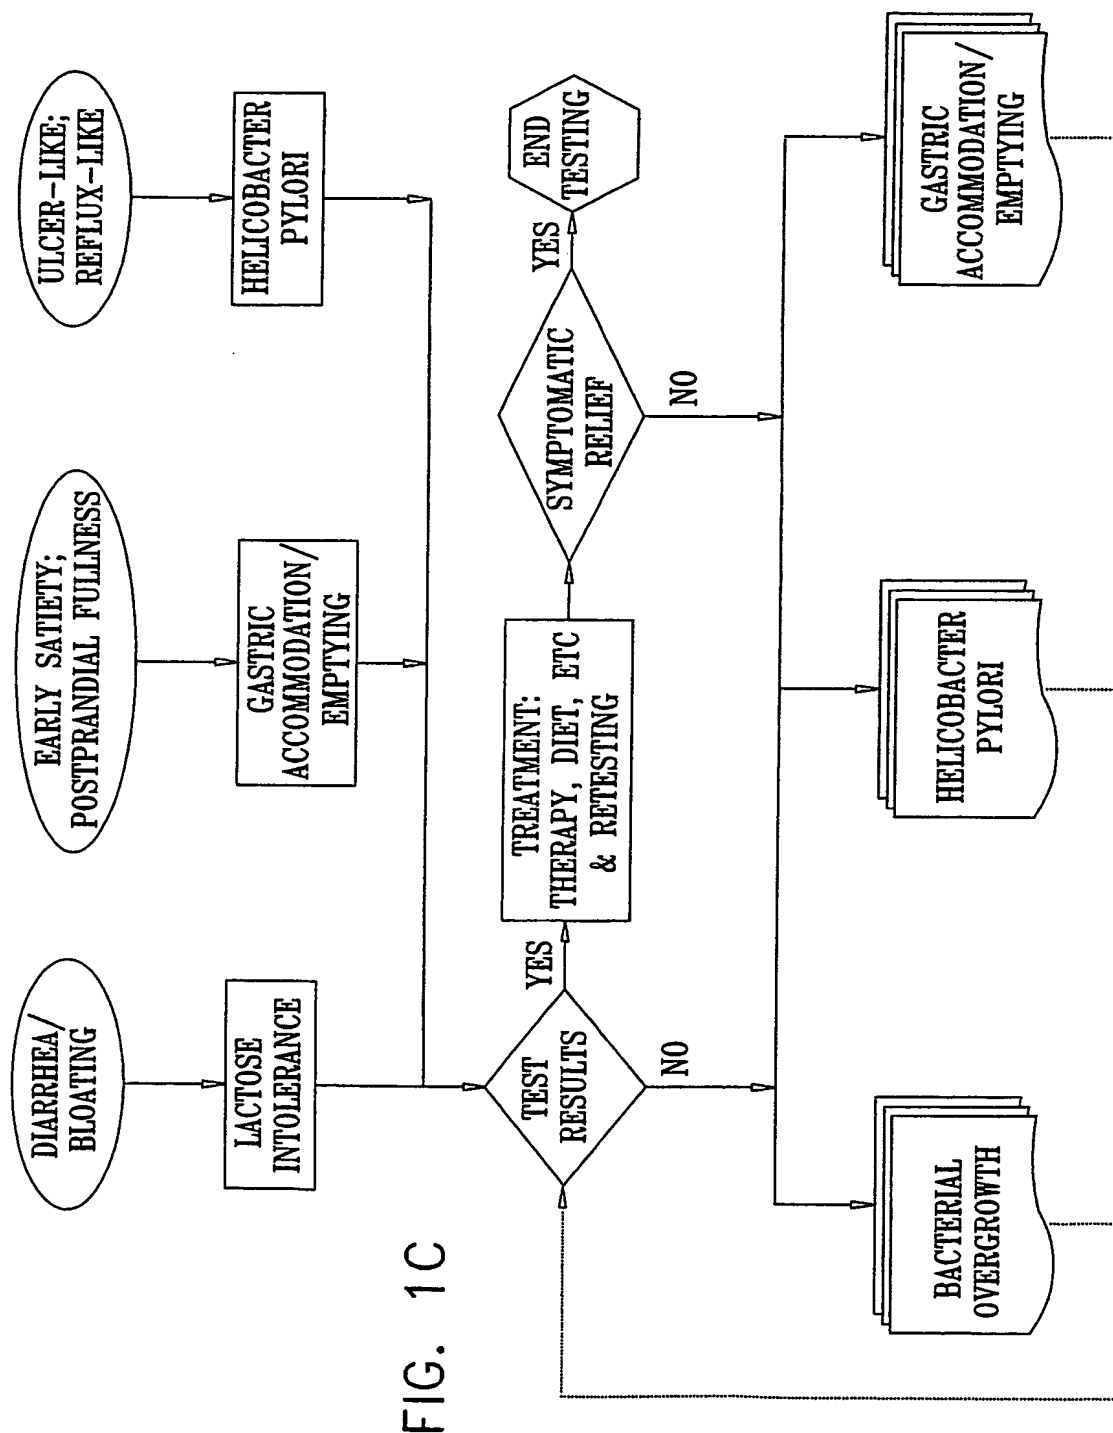 DIARRHEA/
BLOATING
EARLY SATIETY;
POSTPRANDIAL FULLNESS
ULCER-LIKE;
REFLUX-LIKE
LACTOSE
INTOLERANCE
GASTRIC
ACCOMMODATION/
EMPTYING
HELICOBACTER
PYLORI
FIG. 1C
TEST
RESULTS
YES
NO
TREATMENT:
THERAPY, DIET, ETC
& RETESTING
SYMPTOMATIC
RELIEF
YES
NO
END
TESTING
BACTERIAL
OVERGROWTH
HELICOBACTER
PYLORI
GASTRIC
ACCOMMODATION/
EMPTYING